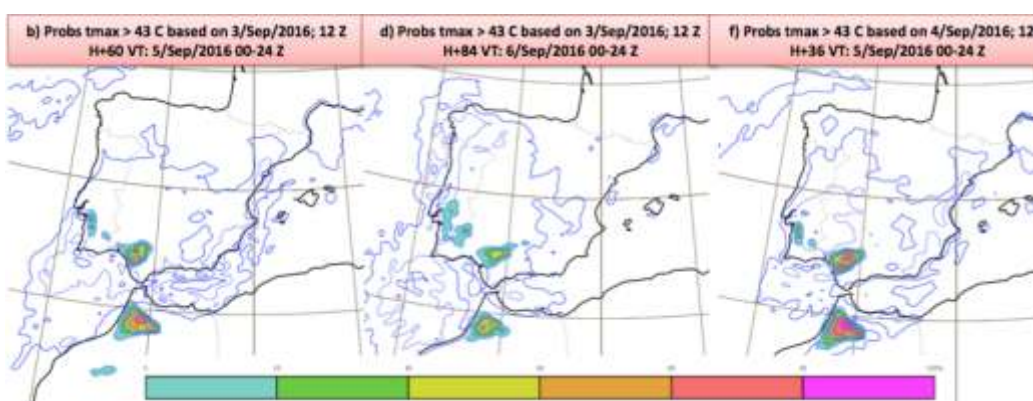 b) Probs tmax > 43 C based on 3/Sep/2016; 12 Z
H+60 VT: 5/Sep/2016 00-24 Z
d) Probs tmax > 43 C based on 3/Sep/2016; 12 Z
H+84 VT: 6/Sep/2016 00-24 Z
f) Probs tmax > 43 C based on 4/Sep/2016; 12
H+36 VT: 5/Sep/2016 00-24 Z